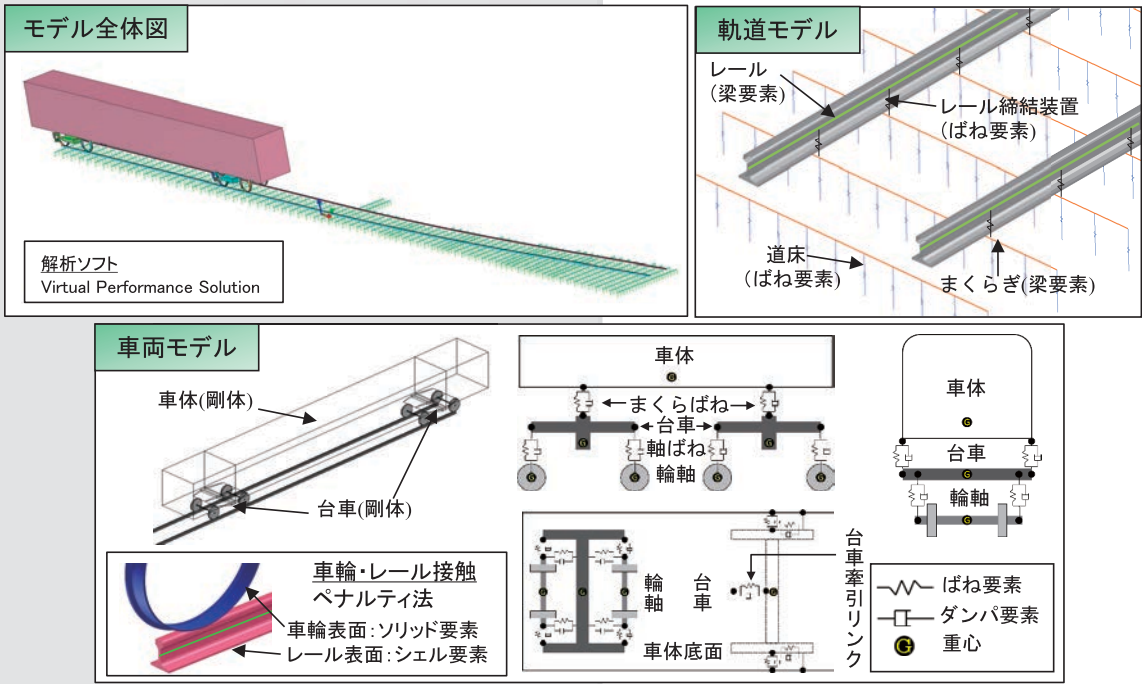 モデル全体図
解析ソフト
Virtual Performance Solution
軌道モデル
レール
(梁要素)
レール締結装置
(ばね要素)
道床
(ばね要素)
まくらぎ(梁要素)
車両モデル
車体(剛体)
台車(剛体)
車輪・レール接触
ペナルティ法
車輪表面:ソリッド要素
レール表面:シェル要素
車体
まくらばね
台車
軸ばね
輪軸
G
G
G
G
G
G
車体
台車
輪軸
輪軸
台車
車体底面
台車牽引リンク
ばね要素
ダンパ要素
G
重心